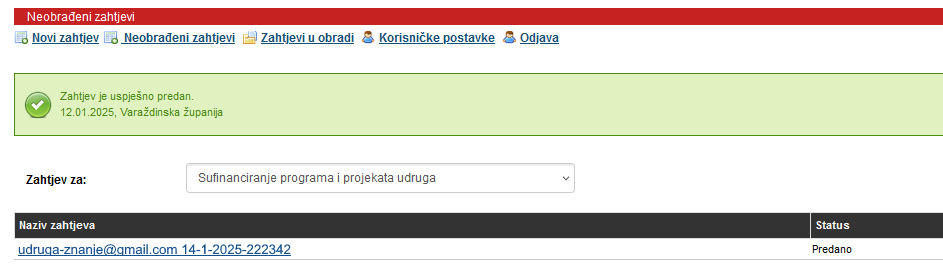 Neobrađeni zahtjevi
Novi zahtjev Neobrađeni zahtjevi Zahtjevi u obradi Korisničke postavke Odjava
Zahtjev je uspješno predan.
12.01.2025, Varaždinska županija
Zahtjev za: Sufinanciranje programa i projekata udruga
Naziv zahtjeva Status
udruga-znanje@gmail.com 14-1-2025-222342 Predano